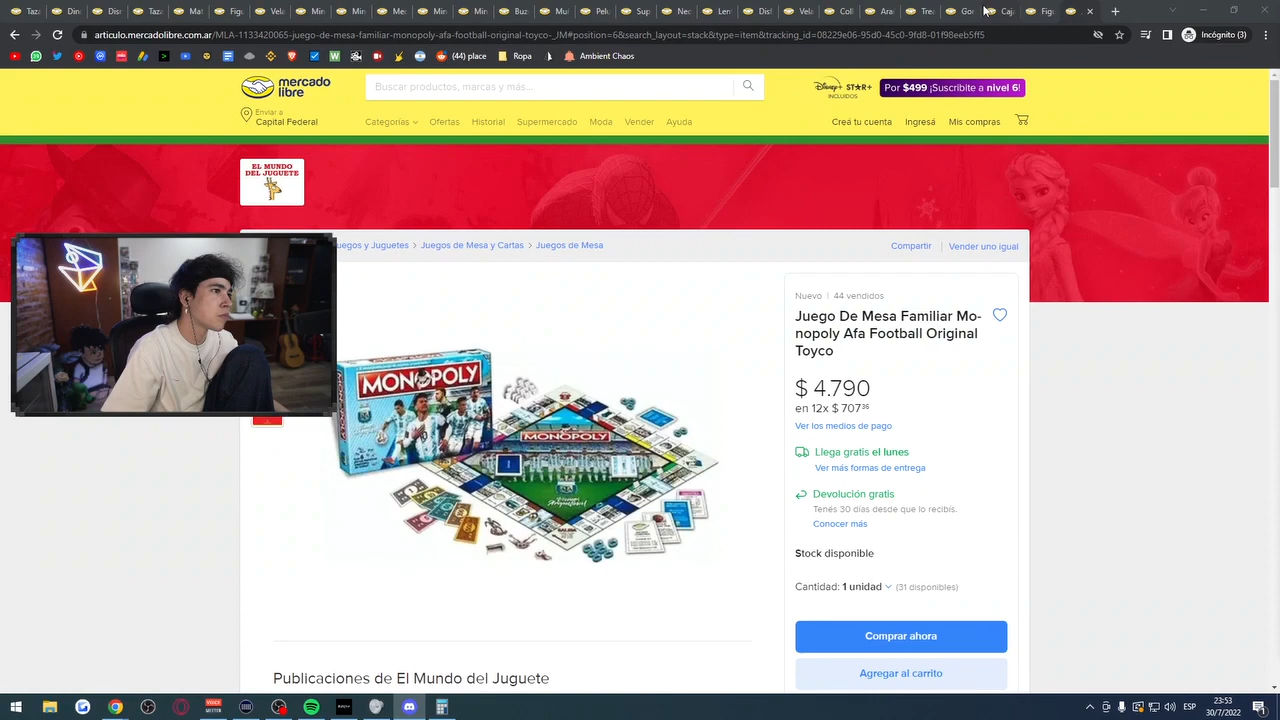 Incógnito (3)
articulo.mercadolibre.com.ar/MLA-1133420065-juego-de-mesa-familiar-monopoly-afa-football-original-toyco-_JM#position=6&search_layout=stack&type=item&tracking_id=08229e06-95d0-45c0-9fd8-01f98eeb5ff5
(44) place
Ropa
Ambient Chaos
mercado
libre
Buscar productos, marcas y más...
Disney+
STAR+
INCLUIDOS
Por $499 ¡Suscribite a nivel 6!
Enviar a
Capital Federal
Categorías
Ofertas
Historial
Supermercado
Moda
Vender
Ayuda
Creá tu cuenta
Ingresá
Mis compras
EL MUNDO
DEL JUGUETE
Juegos de Mesa y Cartas
Juegos de Mesa
Compartir
Vender uno igual
Nuevo | 44 vendidos
Juego De Mesa Familiar Mo-
nopoly Afa Football Original
Toyco
$ 4.790
en 12x $ 707 36
Ver los medios de pago
Llega gratis el lunes
Ver más formas de entrega
Devolución gratis
Tenés 30 días desde que lo recibís.
Conocer más
Stock disponible
Cantidad: 1 unidad (31 disponibles)
Comprar ahora
Agregar al carrito
MONOPOLY
MONOPOLY
Publicaciones de El Mundo del Juguete
ESP
23:53
30/7/2022